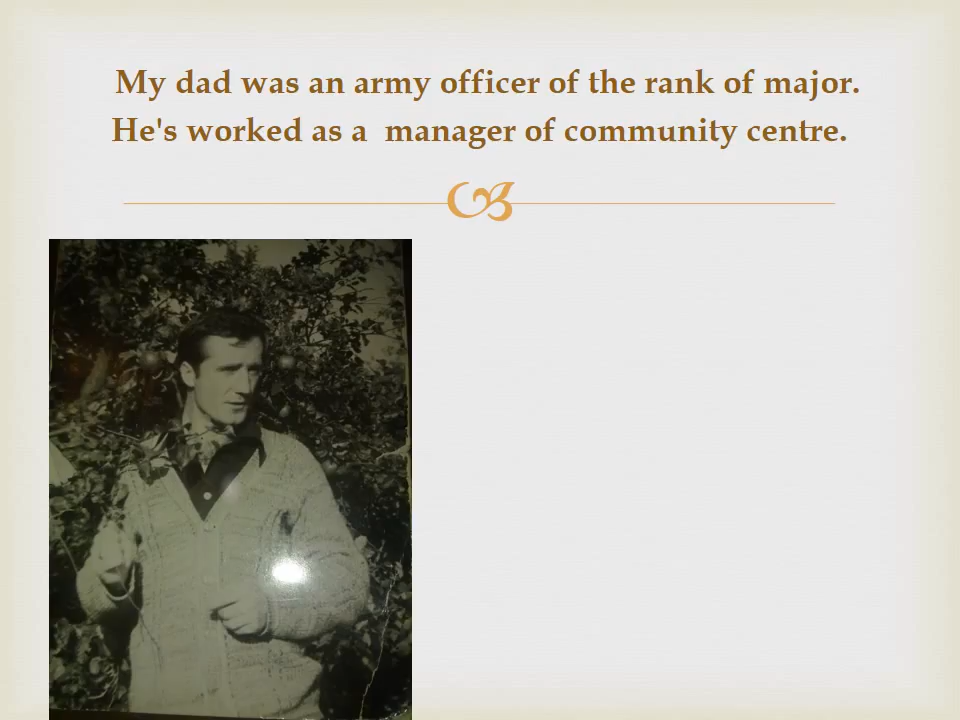 My dad was an army officer of the rank of major.
He's worked as a  manager of community centre.